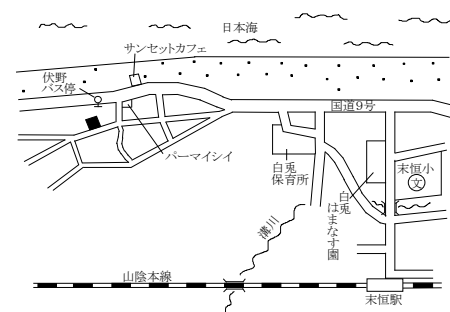 日本海
サンセットカフェ
伏野
バス停
国道9号
パーマイシイ
白兎
保育所
末恒小
文
白兎
はまなす園
溝川
山陰本線
末恒駅